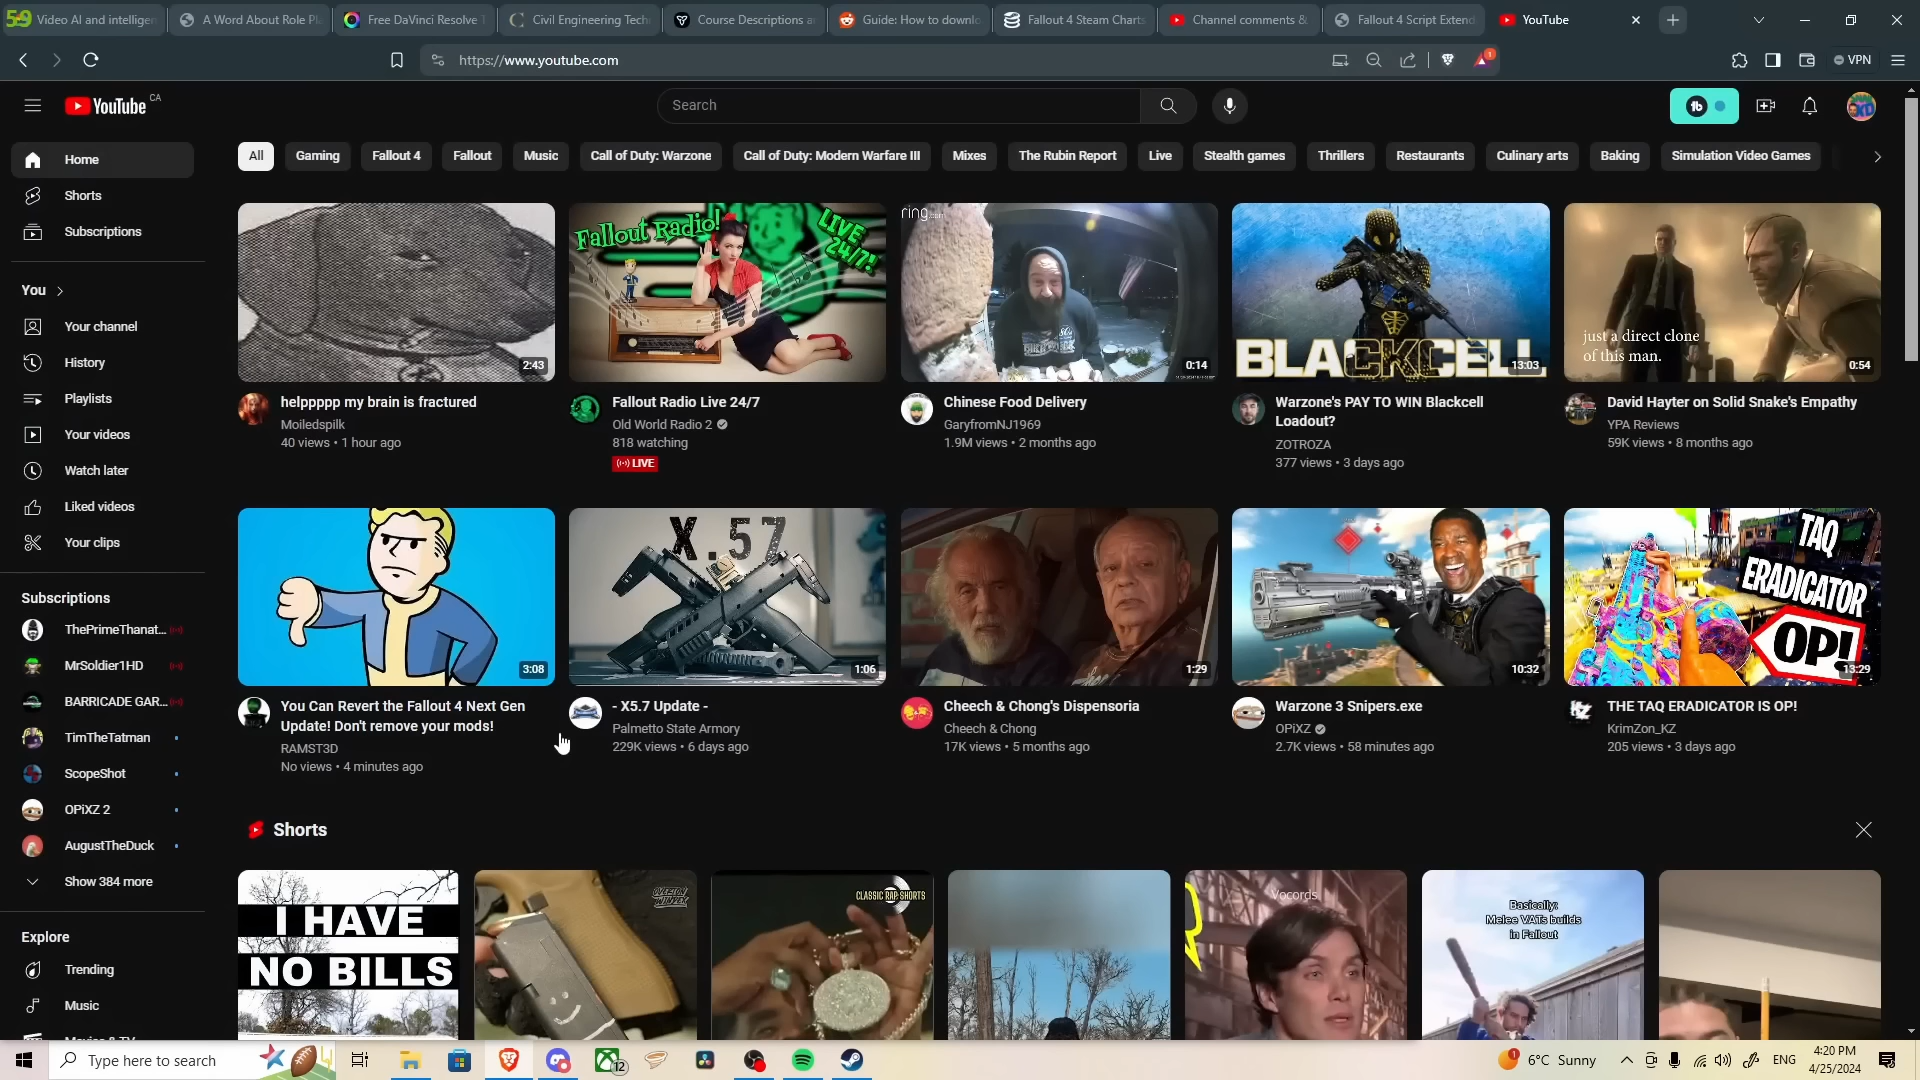 Video AI and intelligen
A Word About Role Pl
Free DaVinci Resolve T
Civil Engineering Tech
Course Descriptions a
Guide: How to downlo
Fallout 4 Steam Charts
Channel comments &
Fallout 4 Script Extend
YouTube
https://www.youtube.com
1
VPN
YouTube CA
Search
Home
Shorts
Subscriptions
You
Your channel
History
Playlists
Your videos
Watch later
Liked videos
Your clips
Subscriptions
ThePrimeThanat...
MrSoldier1HD
BARRICADE GAR...
TimTheTatman
ScopeShot
OPiXZ 2
AugustTheDuck
Show 384 more
Explore
Trending
Music
Movies & TV
All
Gaming
Fallout 4
Fallout
Music
Call of Duty: Warzone
Call of Duty: Modern Warfare III
Mixes
The Rubin Report
Live
Stealth games
Thrillers
Restaurants
Culinary arts
Baking
Simulation Video Games
2:43
helppppp my brain is fractured
Moiledspilk
40 views • 1 hour ago
Fallout Radio!
LIVE
24/7!
Fallout Radio Live 24/7
Old World Radio 2
818 watching
LIVE
ring
0:14
Chinese Food Delivery
GaryfromNJ1969
1.9M views • 2 months ago
BLACKCELL
13:03
Warzone's PAY TO WIN Blackcell
Loadout?
ZOTROZA
377 views • 3 days ago
just a direct clone
of this man.
0:54
David Hayter on Solid Snake's Empathy
YPA Reviews
59K views • 8 months ago
3:08
You Can Revert the Fallout 4 Next Gen
Update! Don't remove your mods!
RAMST3D
No views • 4 minutes ago
X.57
1:06
- X5.7 Update -
Palmetto State Armory
229K views • 6 days ago
1:29
Cheech & Chong's Dispensoria
Cheech & Chong
17K views • 5 months ago
10:32
Warzone 3 Snipers.exe
OPiXZ
2.7K views • 58 minutes ago
TAQ
ERADICATOR
OP!
13:29
THE TAQ ERADICATOR IS OP!
KrimZon_KZ
205 views • 3 days ago
Shorts
I HAVE
NO BILLS
CLASSIC RAP SHORTS
Vocords
Basically:
Melee VATs builds
in Fallout
Type here to search
12
1
6°C Sunny
ENG
4:20 PM
4/25/2024